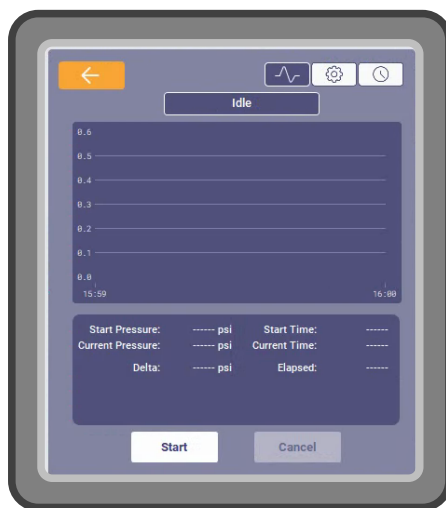 Idle
0.6
0.5
0.4
0.3
0.2
0.1
0.0
15:59 16:00
Start Pressure: ------ psi Start Time: ------
Current Pressure: ------ psi Current Time: ------
Delta: ------ psi Elapsed: ------
Start Cancel